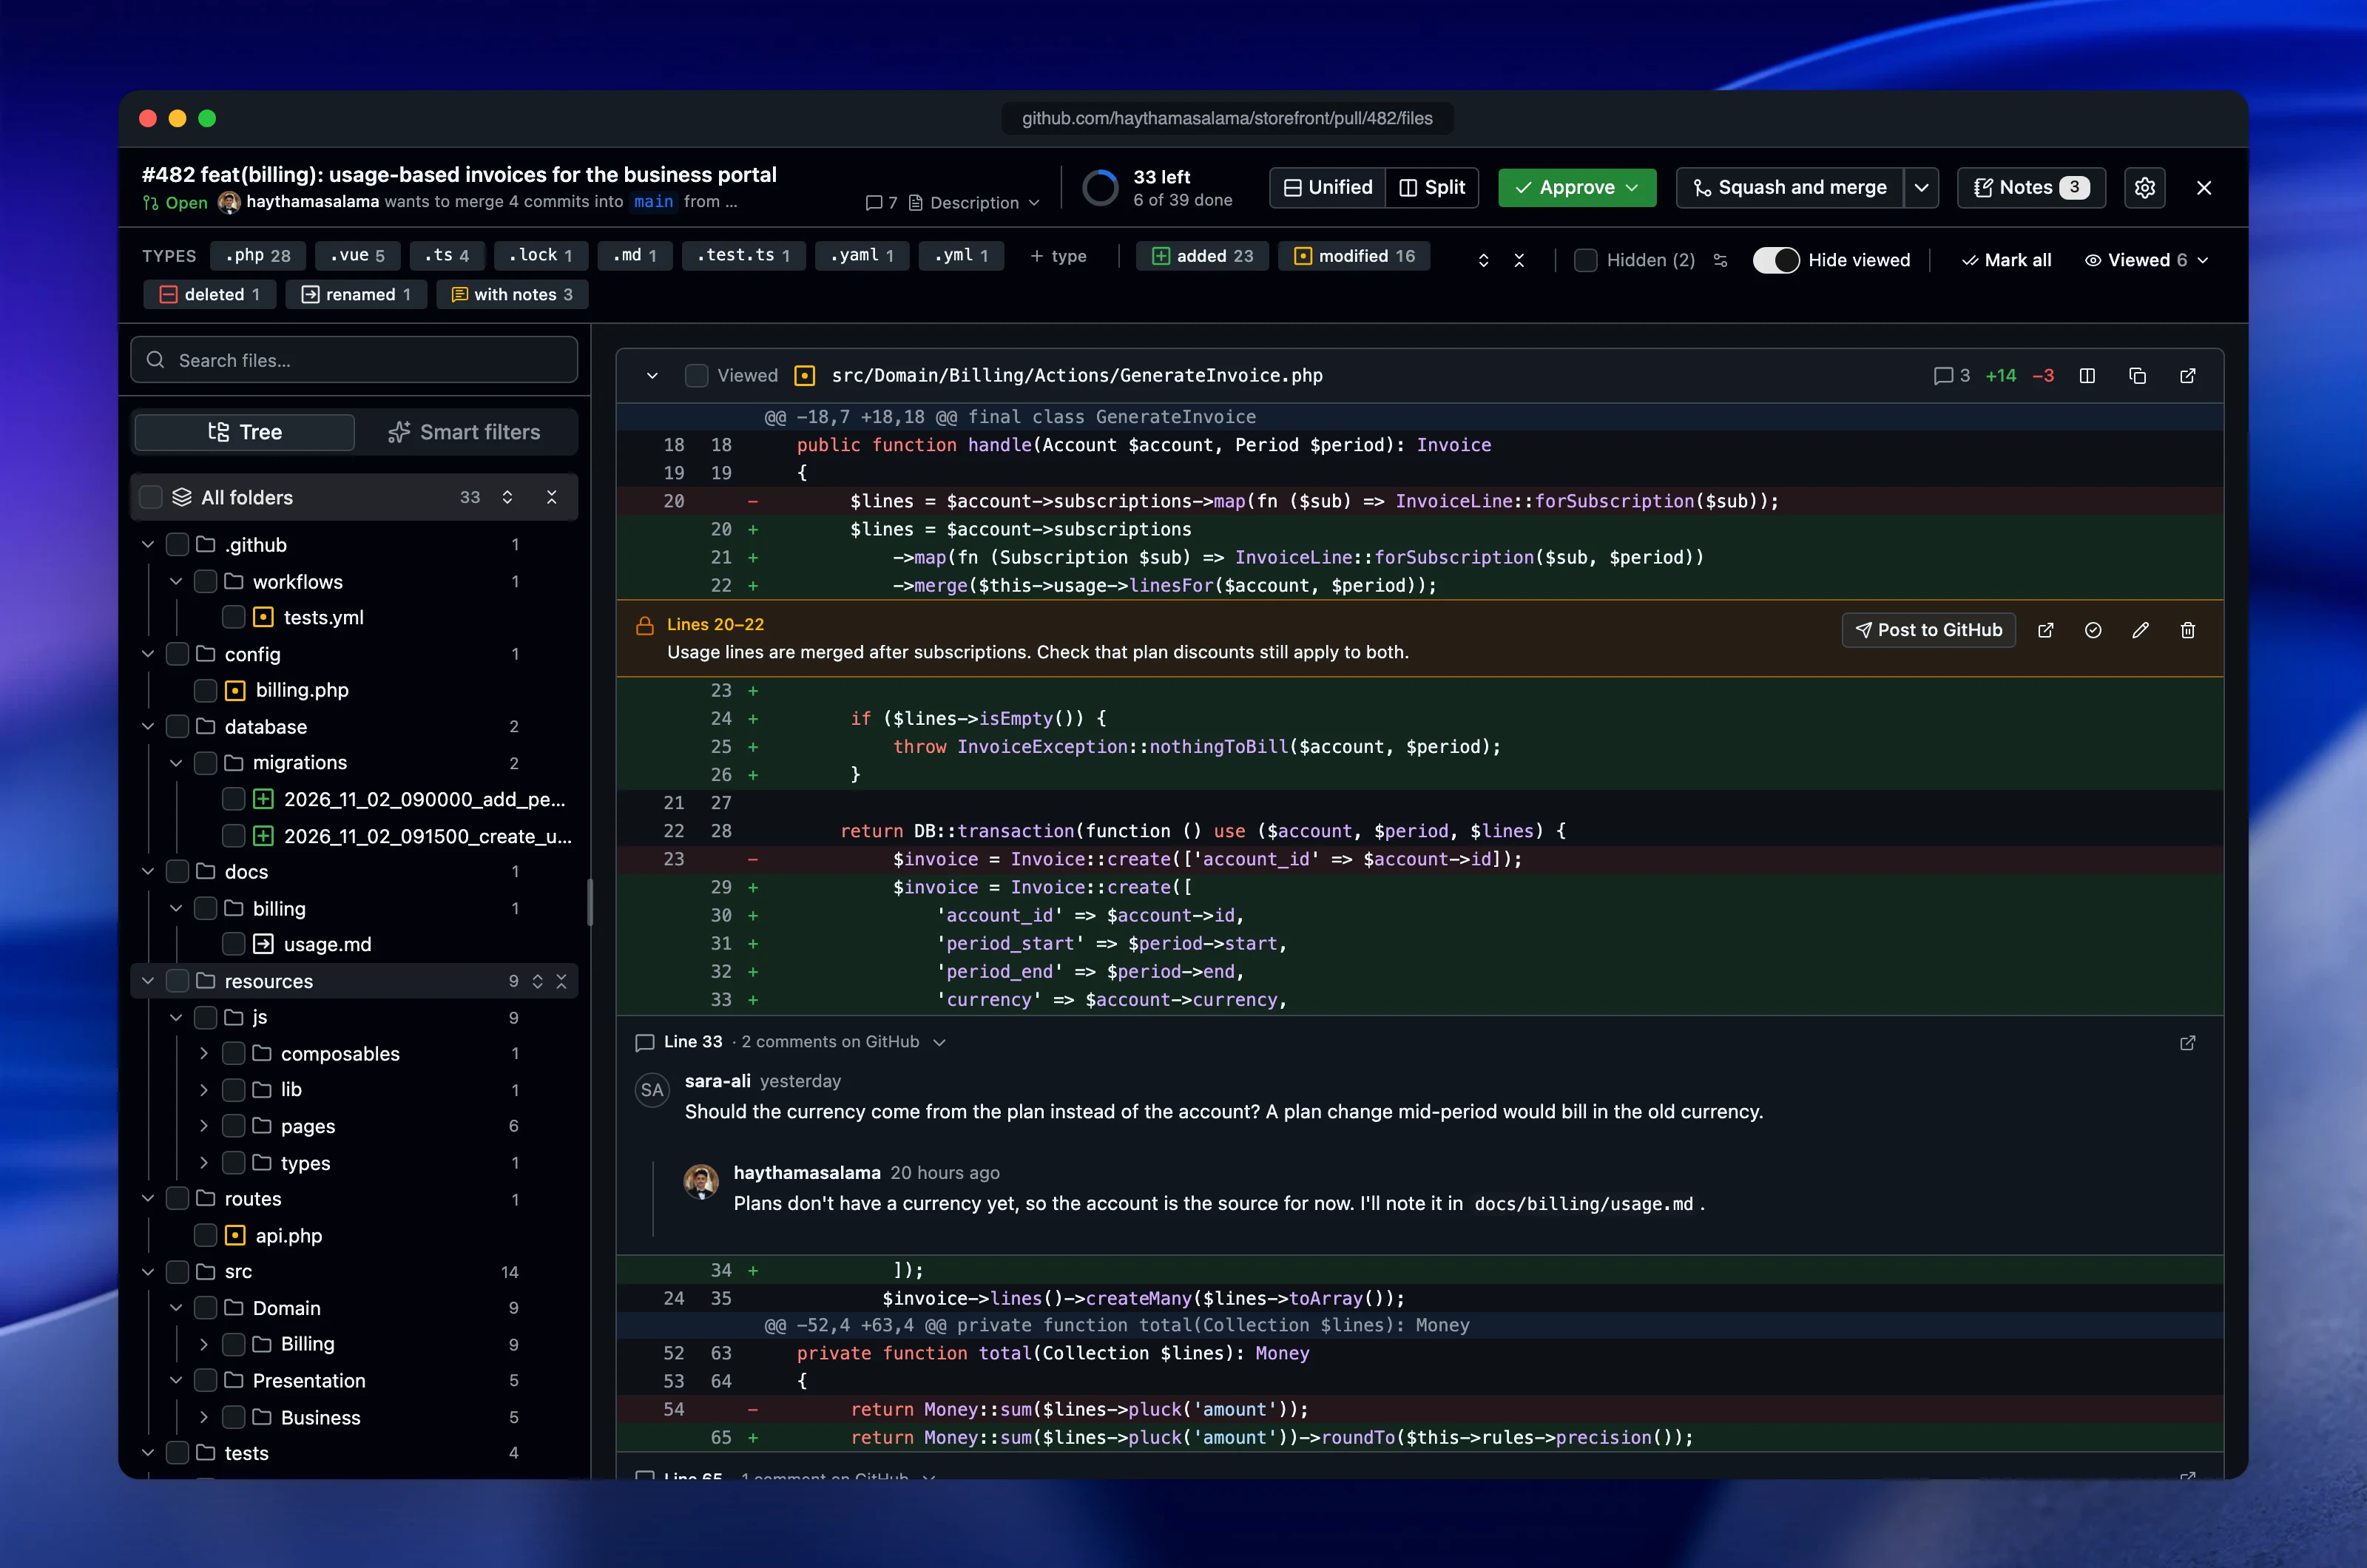 github.com/haythamasalama/storefront/pull/482/files
#482 feat(billing): usage-based invoices for the business portal
Open haythamasalama wants to merge 4 commits into main from ...
7 Description
33 left
6 of 39 done
Unified Split
Approve
Squash and merge
Notes 3
TYPES .php 28 .vue 5 .ts 4 .lock 1 .md 1 .test.ts 1 .yaml 1 .yml 1 + type added 23 modified 16
Hidden (2) Hide viewed Mark all Viewed 6
deleted 1 renamed 1 with notes 3
Search files...
Tree Smart filters
All folders 33
.github 1
workflows 1
tests.yml
config 1
billing.php
database 2
migrations 2
2026_11_02_090000_add_pe...
2026_11_02_091500_create_u...
docs 1
billing 1
usage.md
resources 9
js 9
composables 1
lib 1
pages 6
types 1
routes 1
api.php
src 14
Domain 9
Billing 9
Presentation 5
Business 5
tests 4
Viewed src/Domain/Billing/Actions/GenerateInvoice.php 3 +14 −3
@@ −18,7 +18,18 @@ final class GenerateInvoice
18 18 public function handle(Account $account, Period $period): Invoice
19 19 {
20 − $lines = $account->subscriptions->map(fn ($sub) => InvoiceLine::forSubscription($sub));
20 + $lines = $account->subscriptions
21 + ->map(fn (Subscription $sub) => InvoiceLine::forSubscription($sub, $period))
22 + ->merge($this->usage->linesFor($account, $period));
Lines 20–22
Usage lines are merged after subscriptions. Check that plan discounts still apply to both.
Post to GitHub
23 +
24 + if ($lines->isEmpty()) {
25 + throw InvoiceException::nothingToBill($account, $period);
26 + }
21 27
22 28 return DB::transaction(function () use ($account, $period, $lines) {
23 − $invoice = Invoice::create(['account_id' => $account->id]);
29 + $invoice = Invoice::create([
30 + 'account_id' => $account->id,
31 + 'period_start' => $period->start,
32 + 'period_end' => $period->end,
33 + 'currency' => $account->currency,
Line 33 · 2 comments on GitHub
SA sara-ali yesterday
Should the currency come from the plan instead of the account? A plan change mid-period would bill in the old currency.
haythamasalama 20 hours ago
Plans don't have a currency yet, so the account is the source for now. I'll note it in docs/billing/usage.md .
34 + ]);
24 35 $invoice->lines()->createMany($lines->toArray());
@@ −52,4 +63,4 @@ private function total(Collection $lines): Money
52 63 private function total(Collection $lines): Money
53 64 {
54 − return Money::sum($lines->pluck('amount'));
65 + return Money::sum($lines->pluck('amount'))->roundTo($this->rules->precision());
Line 65 · 1 comment on GitHub